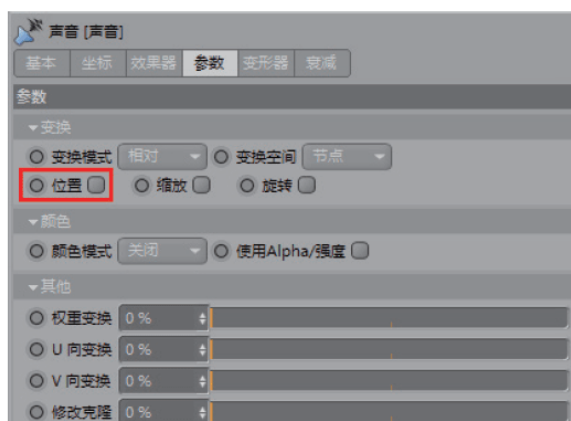 声音 [声音]
基本 坐标 效果器 参数 变形器 衰减
参数
变换
变换模式 相对 变换空间 节点
位置 缩放 旋转
颜色
颜色模式 关闭 使用Alpha/强度
其他
权重变换 0 %
U 向变换 0 %
V 向变换 0 %
修改克隆 0 %